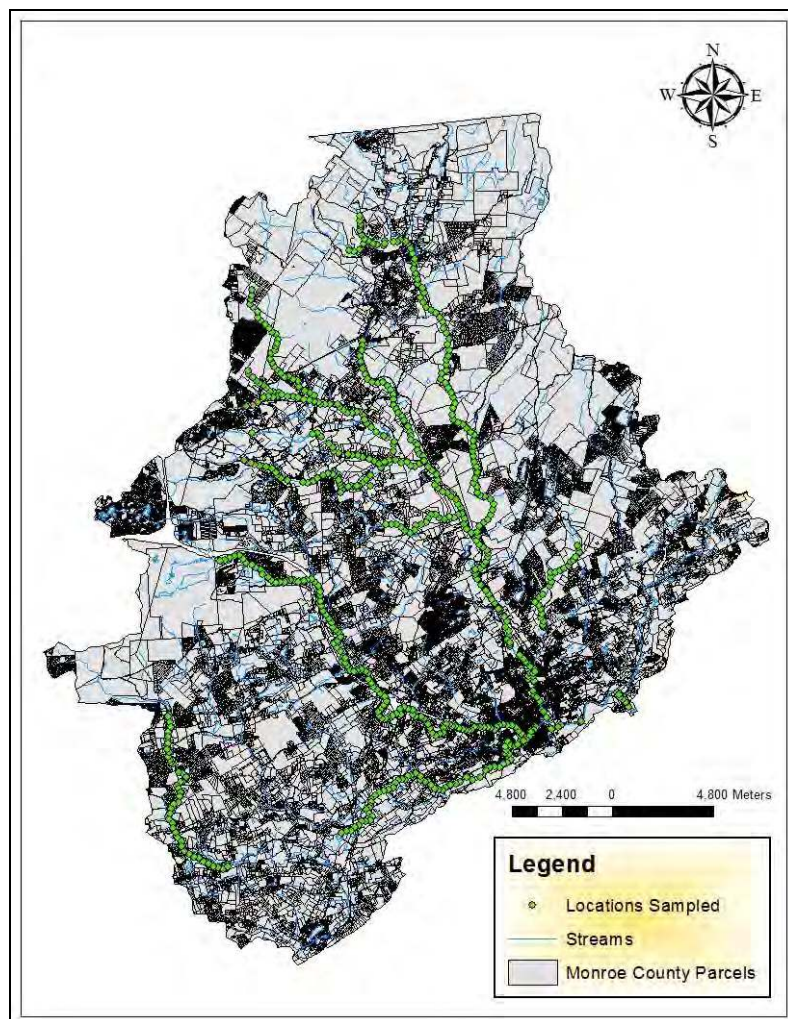 N
W E
S
4,800 2,400 0 4,800 Meters
Legend
Locations Sampled
Streams
Monroe County Parcels